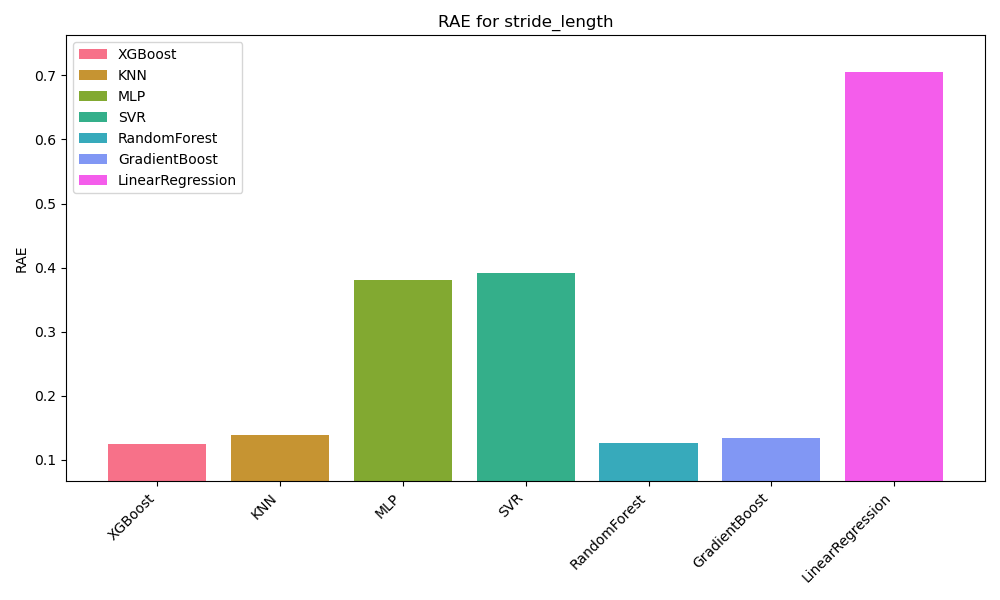 RAE for stride_length
XGBoost
KNN
MLP
SVR
RandomForest
GradientBoost
LinearRegression
RAE
0.7
0.6
0.5
0.4
0.3
0.2
0.1
XGBoost
KNN
MLP
SVR
RandomForest
GradientBoost
LinearRegression